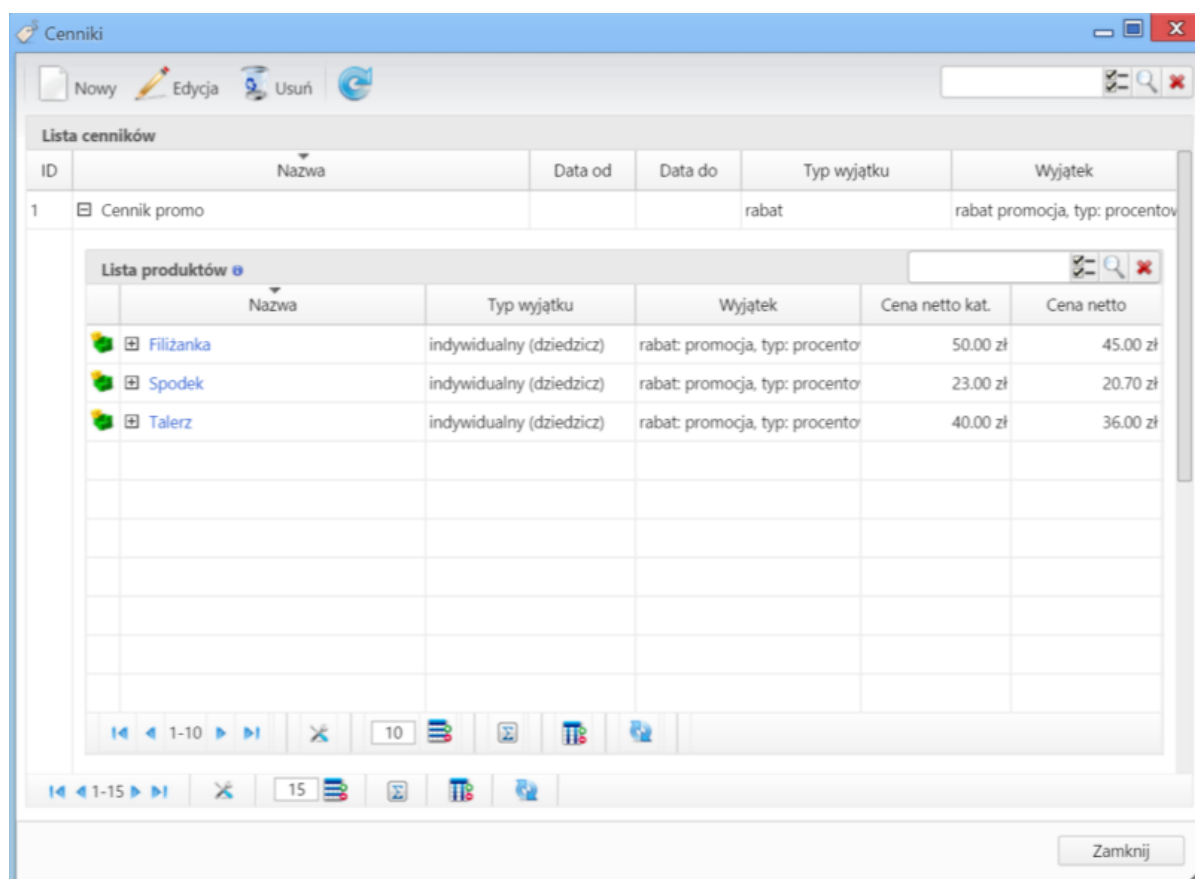 Cenniki
Nowy Edycja Usuń
Lista cenników
ID Nazwa Data od Data do Typ wyjątku Wyjątek
1 Cennik promo rabat rabat promocja, typ: procentow
Lista produktów
Nazwa Typ wyjątku Wyjątek Cena netto kat. Cena netto
Filiżanka indywidualny (dziedzicz) rabat: promocja, typ: procento 50.00 zł 45.00 zł
Spodek indywidualny (dziedzicz) rabat: promocja, typ: procento 23.00 zł 20.70 zł
Talerz indywidualny (dziedzicz) rabat: promocja, typ: procento 40.00 zł 36.00 zł
1-10 10
1-15 15
Zamknij